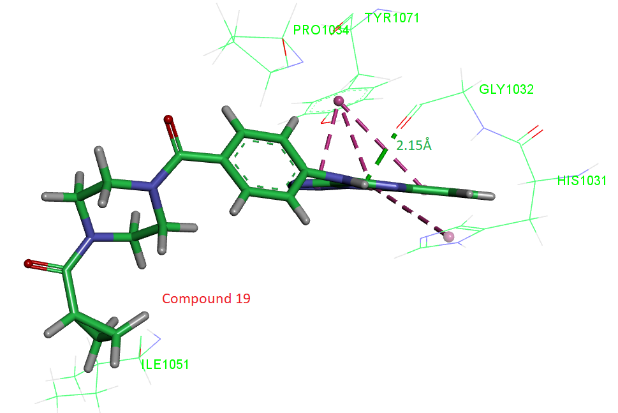 TYR1071
PRO1034
GLY1032
2.15Å
HIS1031
Compound 19
ILE1051